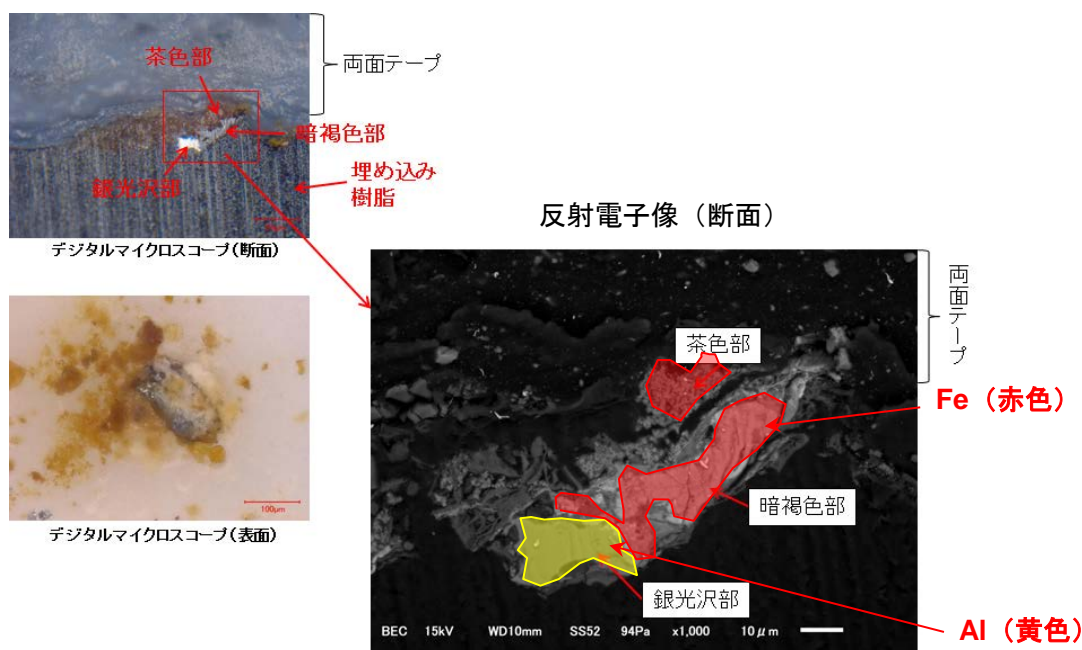 茶色部
両面テープ
暗褐色部
銀光沢部
埋め込み
樹脂
デジタルマイクロスコープ(断面)
反射電子像（断面）
両面テープ
茶色部
Fe（赤色）
暗褐色部
100μm
デジタルマイクロスコープ(表面)
銀光沢部
Al（黄色）
BEC 15kV WD10mm SS52 94Pa x1,000 10μm